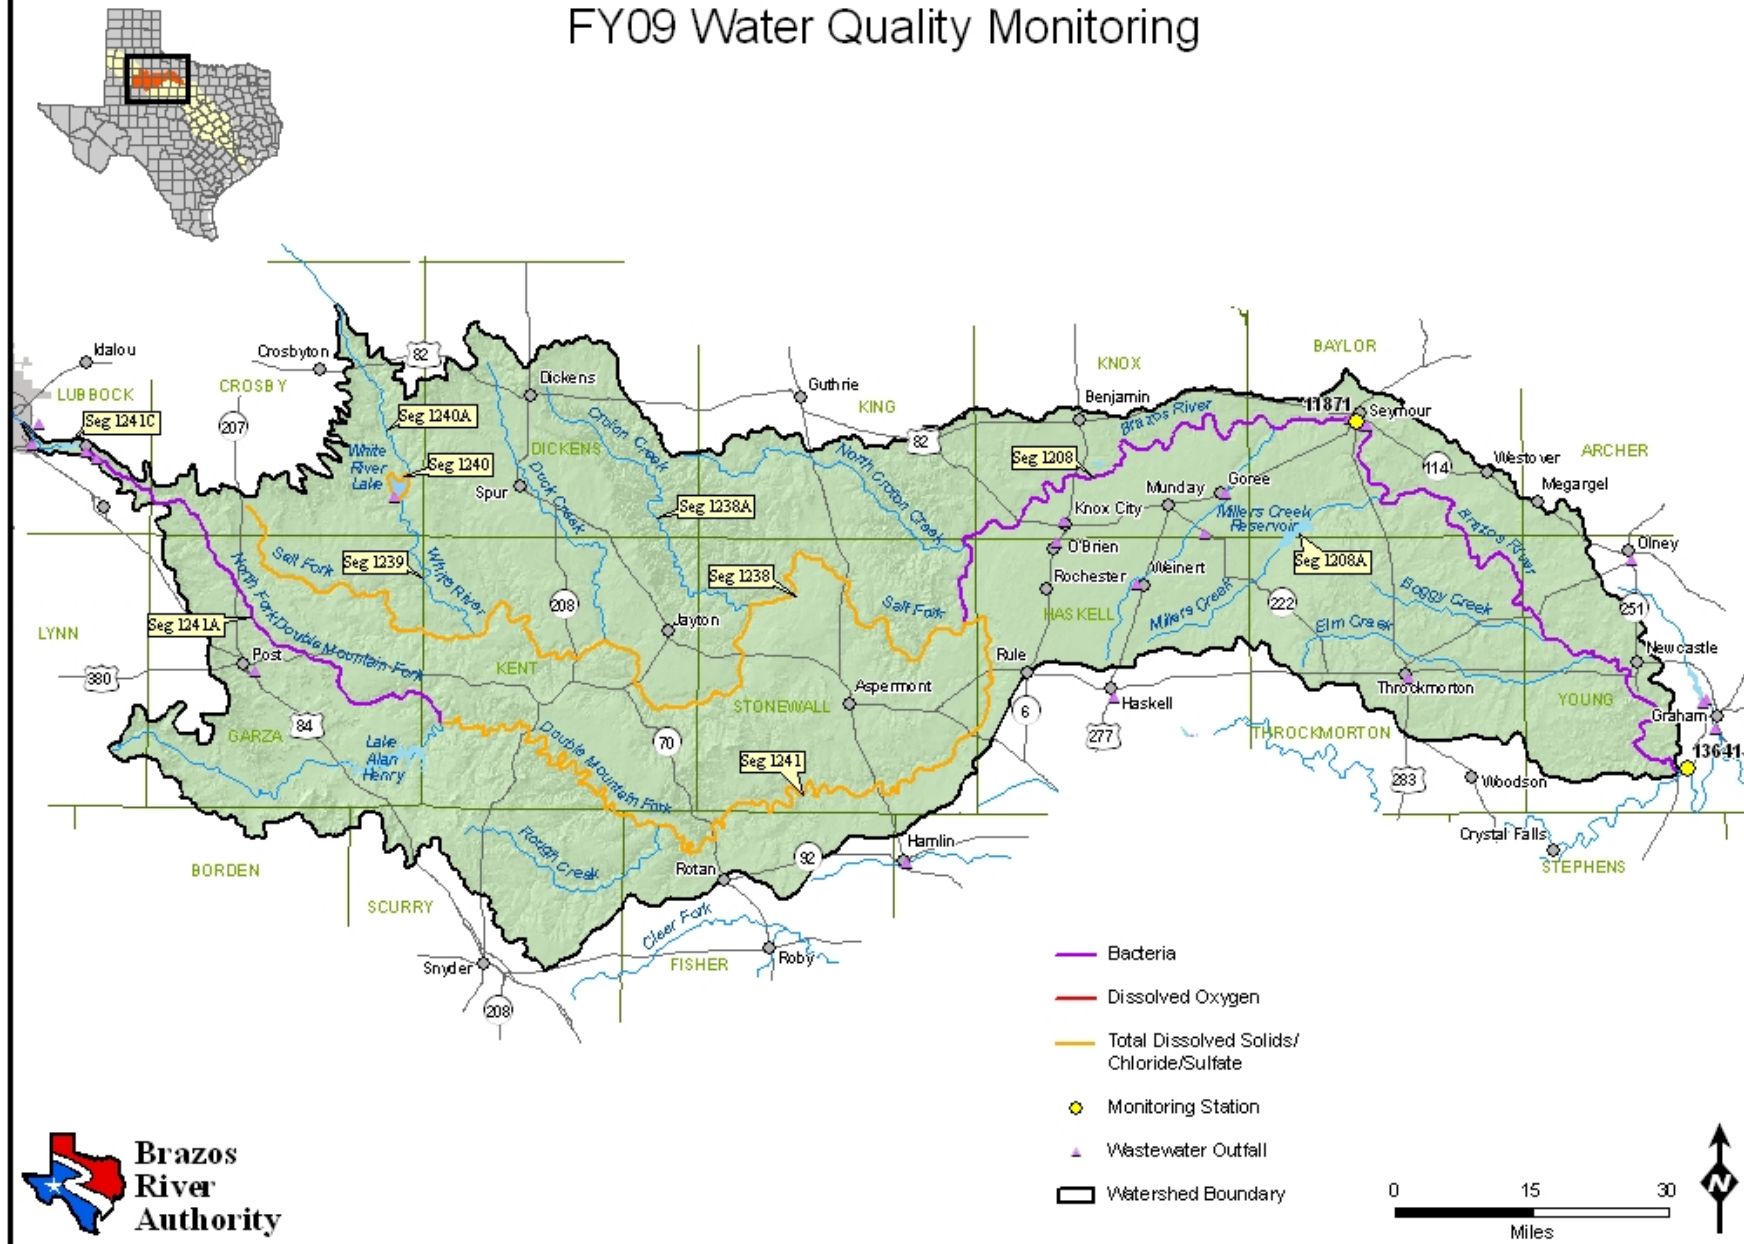 FY09 Water Quality Monitoring
Idalou
LUBBOCK
Seg 1241C
CROSBY
Crosbyton
82
207
Seg 1240A
White
River
Lake
Seg 1240
Dickens
DICKENS
Spur
Duck Creek
Croton Creek
Seg 1238A
Guthrie
KING
82
North Croton Creek
KNOX
Benjamin
Brazos River
Seg 1208
BAYLOR
11871
Seymour
114
Westover
Megargel
ARCHER
Munday
Goree
Knox City
Millers Creek
Reservoir
O'Brien
Rochester
Weinert
HASKELL
Millers Creek
Seg 1208A
Brazos River
Olney
251
Boggy Creek
Elm Creek
222
Newcastle
Salt Fork
Seg 1239
White River
208
Seg 1238
Salt Fork
Seg 1241A
North Fork Double Mountain Fork
LYNN
Post
380
KENT
Jayton
STONEWALL
Aspermont
Rule
6
Haskell
277
Throckmorton
THROCKMORTON
YOUNG
Graham
13641
283
Woodson
Crystal Falls
STEPHENS
84
GARZA
Lake
Alan
Henry
Double Mountain Fork
70
Seg 1241
Rough Creek
Rotan
92
Hamlin
BORDEN
SCURRY
Snyder
208
Clear Fork
FISHER
Roby
Bacteria
Dissolved Oxygen
Total Dissolved Solids/
Chloride/Sulfate
Monitoring Station
Wastewater Outfall
Watershed Boundary
Brazos
River
Authority
0 15 30
Miles
N